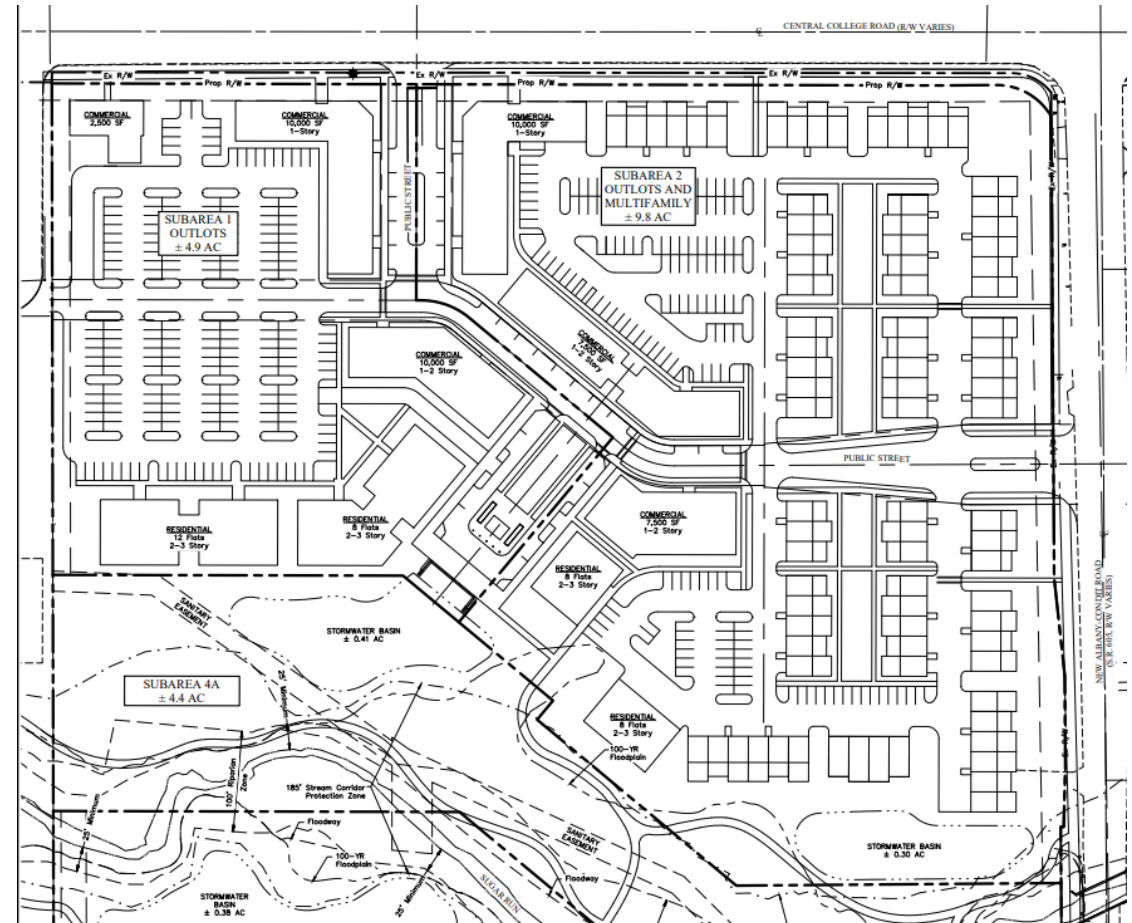 CENTRAL COLLEGE ROAD (R/W VARIES)
Ex R/W
Prop R/W
Ex R/W
Prop R/W
Ex R/W
Prop R/W
COMMERCIAL
2,500 SF
COMMERCIAL
10,000 SF
1-Story
COMMERCIAL
10,000 SF
1-Story
PUBLIC STREET
SUBAREA 1
OUTLOTS
± 4.9 AC
SUBAREA 2
OUTLOTS AND
MULTIFAMILY
± 9.8 AC
Ex R/W
COMMERCIAL
10,000 SF
1-2 Story
COMMERCIAL
7,500 SF
1-2 Story
PUBLIC STREET
COMMERCIAL
7,500 SF
1-2 Story
RESIDENTIAL
12 Flats
2-3 Story
RESIDENTIAL
8 Flats
2-3 Story
RESIDENTIAL
8 Flats
2-3 Story
NEW ALBANY-CONDIT ROAD
(S.R. 605, R/W VARIES)
SANITARY
EASEMENT
STORMWATER BASIN
± 0.41 AC
SUBAREA 4A
± 4.4 AC
25' Minimum
RESIDENTIAL
8 Flats
2-3 Story
100-YR
Floodplain
100' Riparian
Zone
185' Stream Corridor
Protection Zone
25' Minimum
Floodway
100-YR
Floodplain
SANITARY
EASEMENT
STORMWATER BASIN
± 0.30 AC
STORMWATER
BASIN
± 0.38 AC
25' Minimum
SUGAR RUN
Floodway